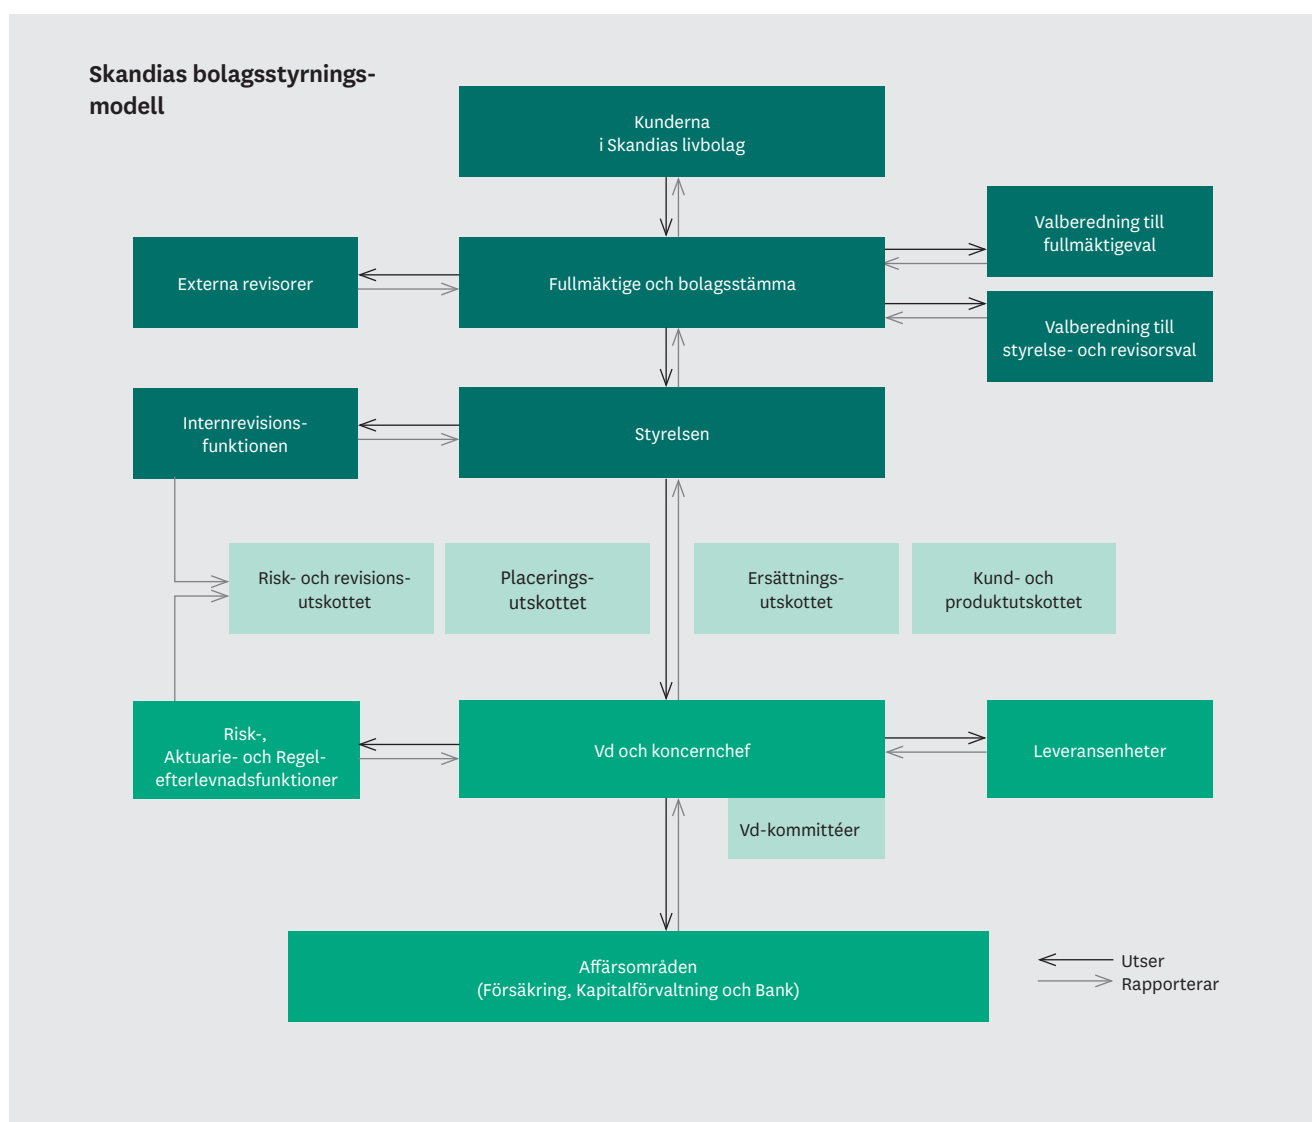 Skandias bolagsstyrnings-
modell
Kunderna
i Skandias livbolag
Valberedning till
fullmäktigeval
Externa revisorer
Fullmäktige och bolagsstämma
Valberedning till
styrelse- och revisorsval
Internrevisions-
funktionen
Styrelsen
Risk- och revisions-
utskottet
Placerings-
utskottet
Ersättnings-
utskottet
Kund- och
produktutskottet
Risk-,
Aktuarie- och Regel-
efterlevnadsfunktioner
Vd och koncernchef
Leveransenheter
Vd-kommittéer
Affärsområden
(Försäkring, Kapitalförvaltning och Bank)
Utser
Rapporterar